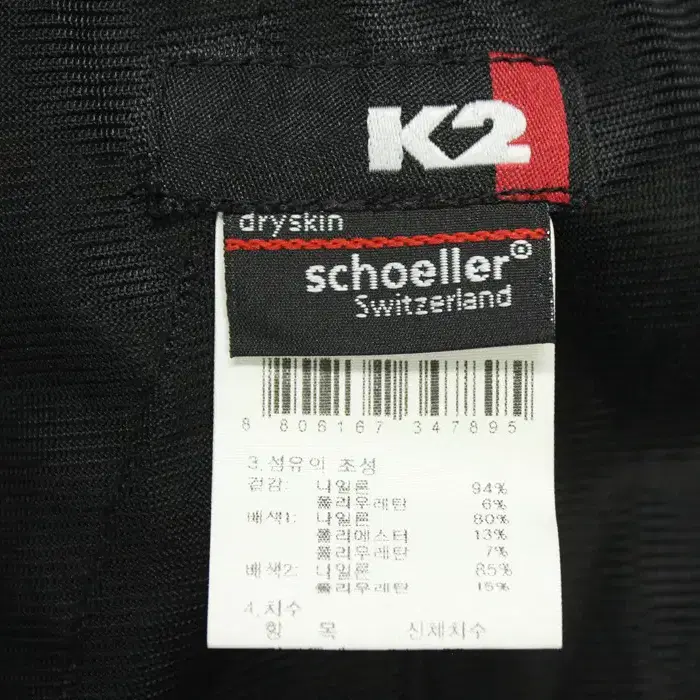 K2
dryskin
schoeller®
Switzerland
8 806167 347895
3.섬유의 조성
겉감: 나일론 94%
폴리우레탄 6%
배색1: 나일론 80%
폴리에스터 13%
폴리우레탄 7%
배색2: 나일론 85%
폴리우레탄 15%
4.치수
항 목 신체치수